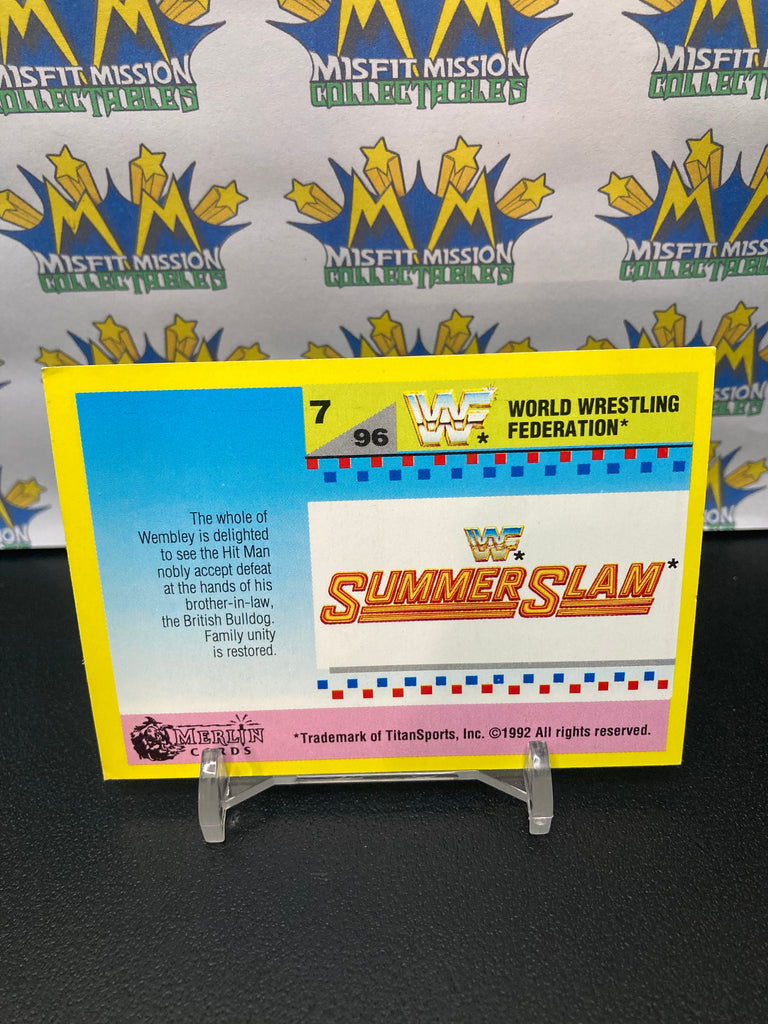 MISFIT MISSION
COLLECTABLES
MISFIT MISSION
COLLECTABLES
MISFIT MISSION
COLLECTABLES
MISFIT MISSION
COLLECTABLES
MISFIT MISSION
COLLECTABLES
MISFIT MISS
COLLECTAB
7
96
WF
*
WORLD WRESTLING
FEDERATION*
The whole of
Wembley is delighted
to see the Hit Man
nobly accept defeat
at the hands of his
brother-in-law,
the British Bulldog.
Family unity
is restored.
WF
*
SUMMERSLAM*
MERLIN
CARDS
*Trademark of TitanSports, Inc. ©1992 All rights reserved.